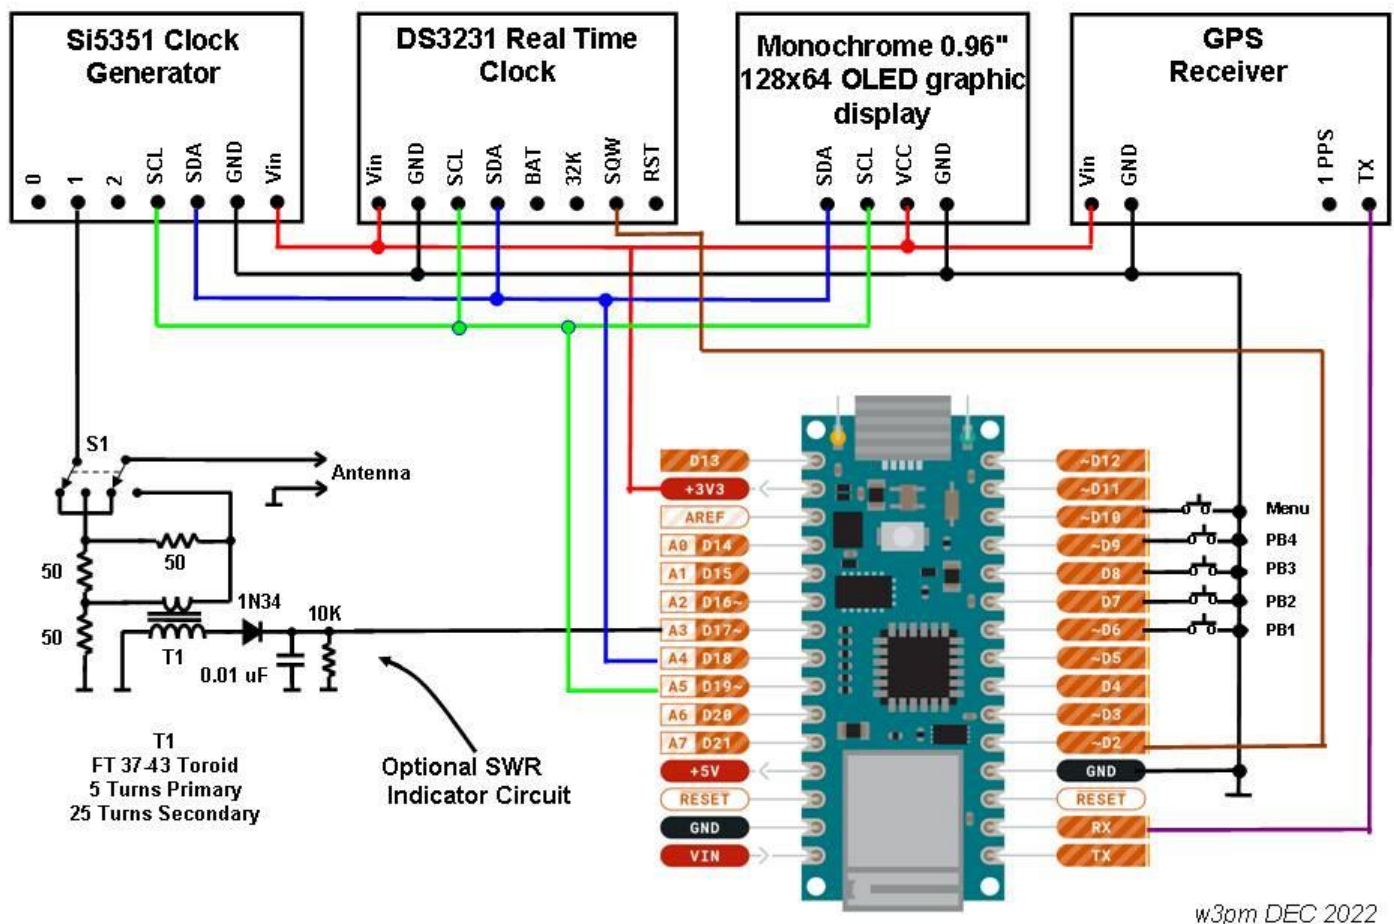 Si5351 Clock
Generator
0
1
2
SCL
SDA
GND
Vin
DS3231 Real Time
Clock
Vin
GND
SCL
SDA
BAT
32K
SQW
RST
Monochrome 0.96"
128x64 OLED graphic
display
SDA
SCL
VCC
GND
GPS
Receiver
Vin
GND
1 PPS
TX
S1
Antenna
50
50
50
1N34
10K
T1
0.01 uF
T1
FT 37-43 Toroid
5 Turns Primary
25 Turns Secondary
Optional SWR
Indicator Circuit
D13
+3V3
AREF
A0 D14
A1 D15
A2 D16~
A3 D17~
A4 D18
A5 D19~
A6 D20
A7 D21
+5V
RESET
GND
VIN
~D12
~D11
~D10
~D9
D8
D7
~D6
~D5
D4
~D3
~D2
GND
RESET
RX
TX
Menu
PB4
PB3
PB2
PB1
w3pm DEC 2022